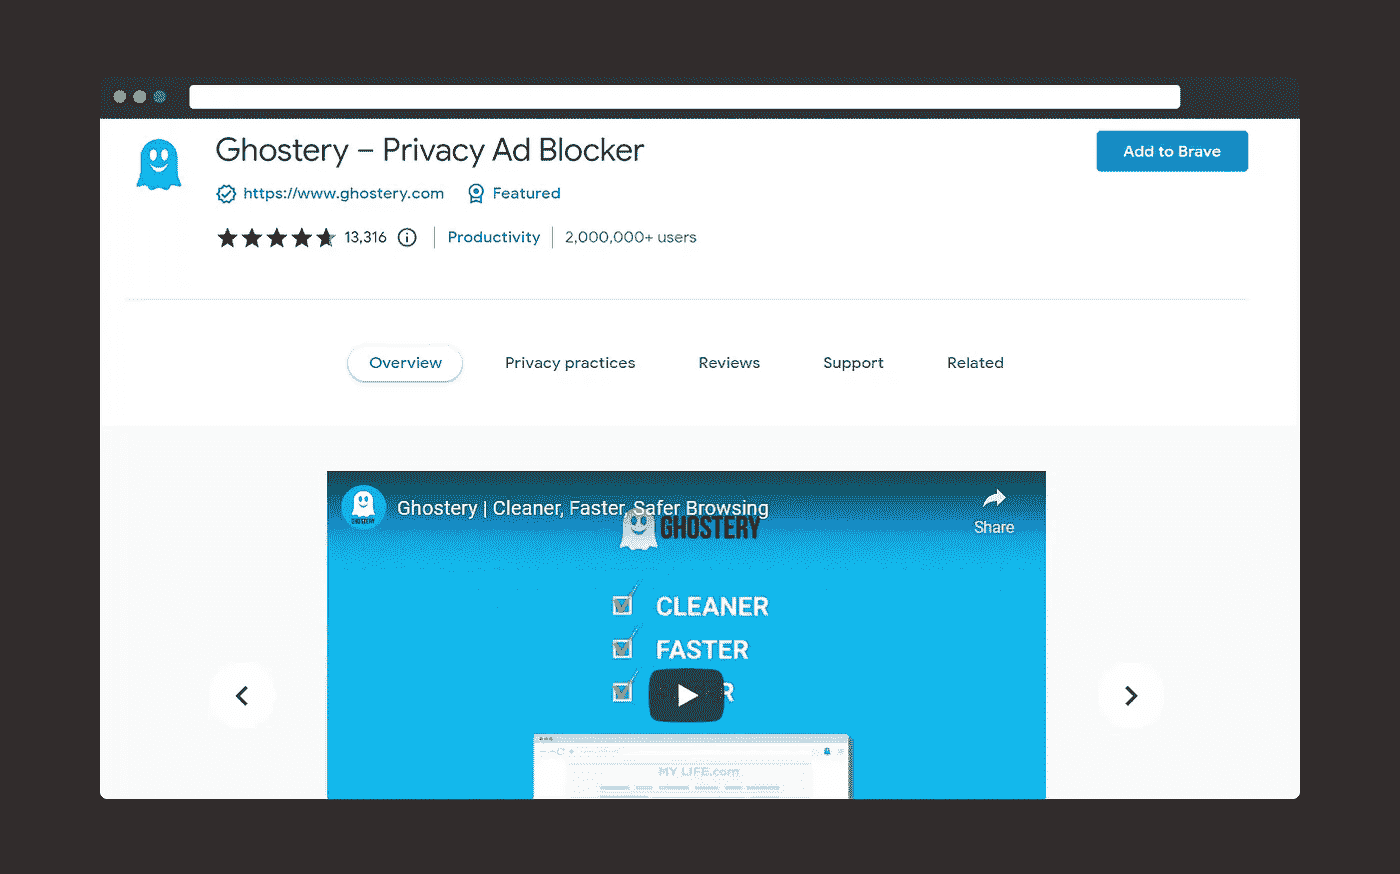 Ghostery – Privacy Ad Blocker
Add to Brave
https://www.ghostery.com Featured
13,316 Productivity 2,000,000+ users
Overview Privacy practices Reviews Support Related
Ghostery | Cleaner, Faster, Safer Browsing
Share
GHOSTERY
CLEANER
FASTER
MY LIFE.com